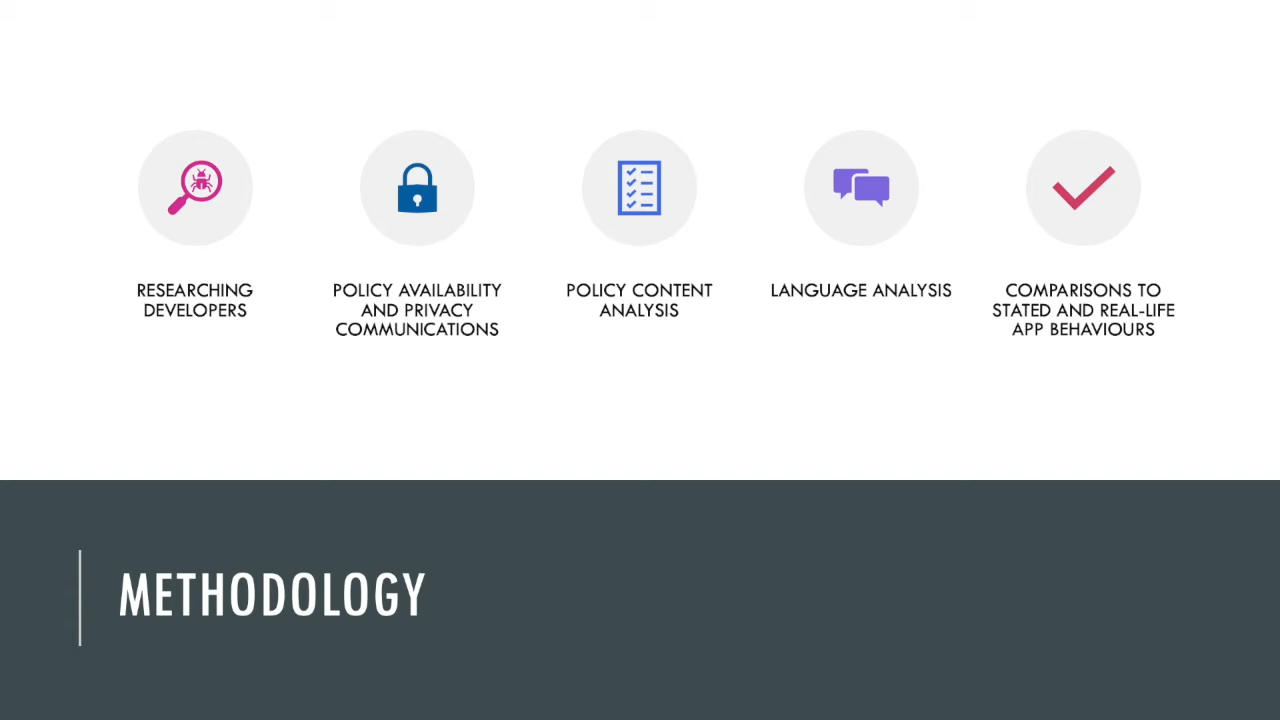 RESEARCHING
DEVELOPERS
POLICY AVAILABILITY
AND PRIVACY
COMMUNICATIONS
POLICY CONTENT
ANALYSIS
LANGUAGE ANALYSIS
COMPARISONS TO
STATED AND REAL-LIFE
APP BEHAVIOURS
METHODOLOGY